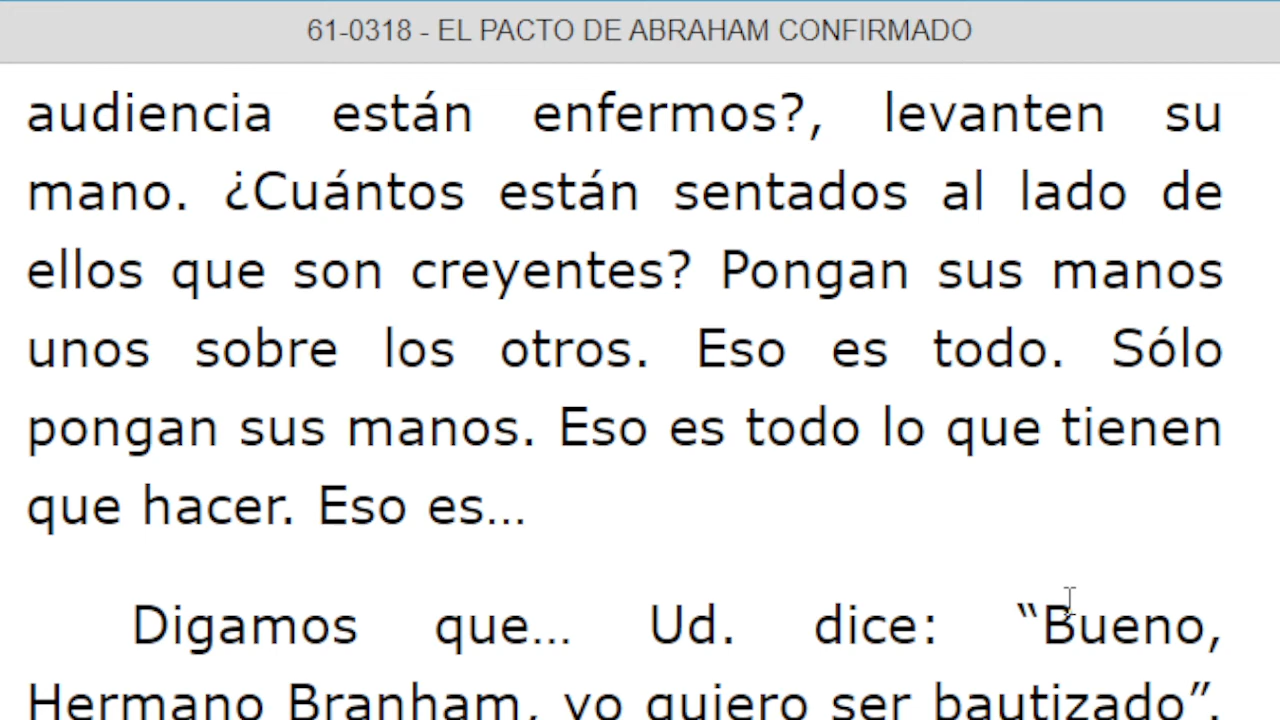 61-0318 - EL PACTO DE ABRAHAM CONFIRMADO
audiencia están enfermos?, levanten su
mano. ¿Cuántos están sentados al lado de
ellos que son creyentes? Pongan sus manos
unos sobre los otros. Eso es todo. Sólo
pongan sus manos. Eso es todo lo que tienen
que hacer. Eso es...
Digamos que... Ud. dice: “Bueno,
Hermano Branham, yo quiero ser bautizado”.